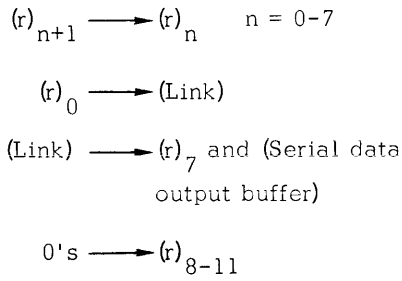 (r)n+1 ⟶ (r)n n = 0-7
(r)0 ⟶ (Link)
(Link) ⟶ (r)7 and (Serial data
output buffer)
0's ⟶ (r)8-11